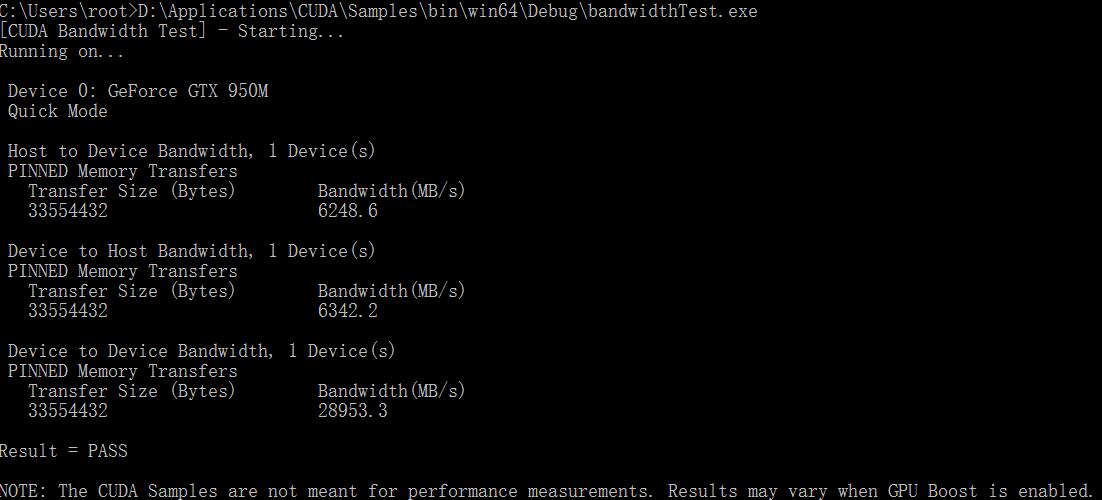 C:\Users\root>D:\Applications\CUDA\Samples\bin\win64\Debug\bandwidthTest.exe
[CUDA Bandwidth Test] - Starting...
Running on...
Device 0: GeForce GTX 950M
Quick Mode
Host to Device Bandwidth, 1 Device(s)
PINNED Memory Transfers
Transfer Size (Bytes) Bandwidth(MB/s)
33554432 6248.6
Device to Host Bandwidth, 1 Device(s)
PINNED Memory Transfers
Transfer Size (Bytes) Bandwidth(MB/s)
33554432 6342.2
Device to Device Bandwidth, 1 Device(s)
PINNED Memory Transfers
Transfer Size (Bytes) Bandwidth(MB/s)
33554432 28953.3
Result = PASS
NOTE: The CUDA Samples are not meant for performance measurements. Results may vary when GPU Boost is enabled.